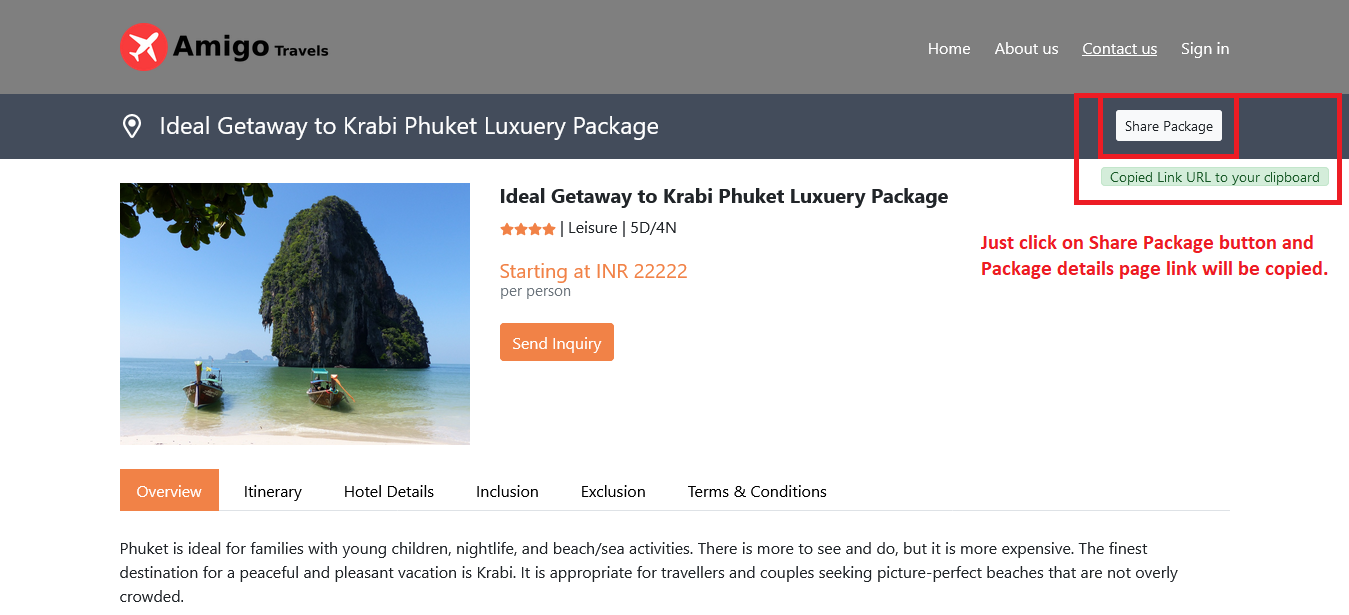 Amigo Travels
Home About us Contact us Sign in
Ideal Getaway to Krabi Phuket Luxuery Package
Share Package
Copied Link URL to your clipboard
Ideal Getaway to Krabi Phuket Luxuery Package
| Leisure | 5D/4N
Just click on Share Package button and
Package details page link will be copied.
Starting at INR 22222
per person
Send Inquiry
Overview Itinerary Hotel Details Inclusion Exclusion Terms & Conditions
Phuket is ideal for families with young children, nightlife, and beach/sea activities. There is more to see and do, but it is more expensive. The finest
destination for a peaceful and pleasant vacation is Krabi. It is appropriate for travellers and couples seeking picture-perfect beaches that are not overly
crowded.